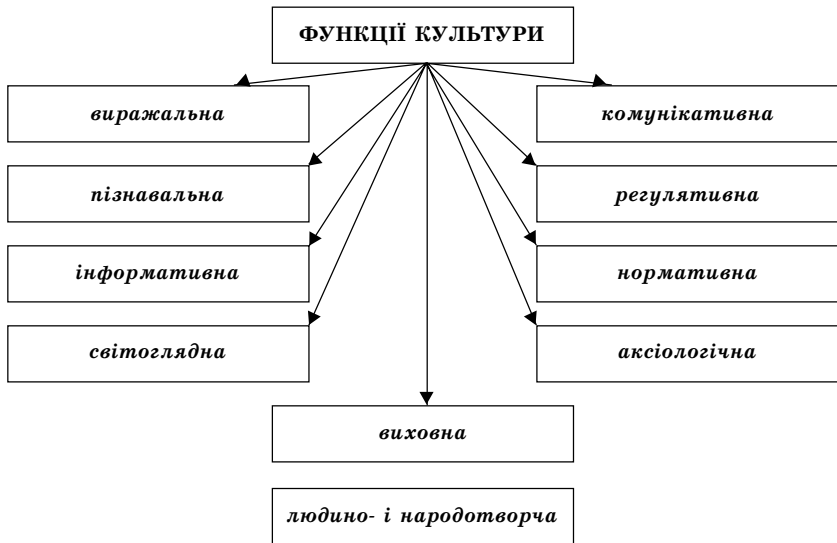 ФУНКЦІЇ КУЛЬТУРИ
виражальна
комунікативна
пізнавальна
регулятивна
інформативна
нормативна
світоглядна
аксіологічна
виховна
людино- і народотворча